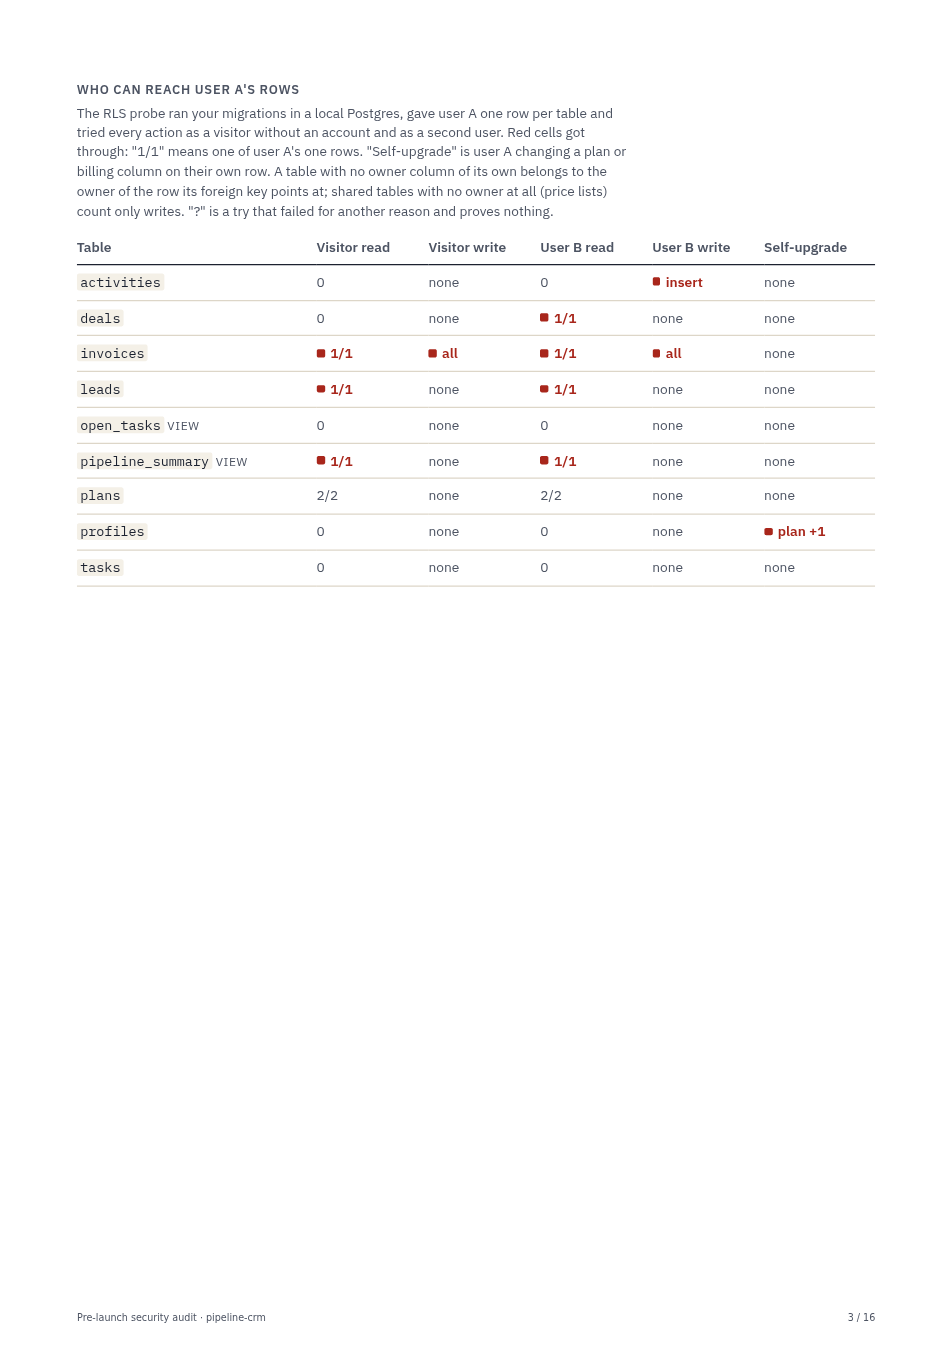 WHO CAN REACH USER A'S ROWS
The RLS probe ran your migrations in a local Postgres, gave user A one row per table and
tried every action as a visitor without an account and as a second user. Red cells got
through: "1/1" means one of user A's one rows. "Self-upgrade" is user A changing a plan or
billing column on their own row. A table with no owner column of its own belongs to the
owner of the row its foreign key points at; shared tables with no owner at all (price lists)
count only writes. "?" is a try that failed for another reason and proves nothing.
Table Visitor read Visitor write User B read User B write Self-upgrade
activities 0 none 0 insert none
deals 0 none 1/1 none none
invoices 1/1 all 1/1 all none
leads 1/1 none 1/1 none none
open_tasks VIEW 0 none 0 none none
pipeline_summary VIEW 1/1 none 1/1 none none
plans 2/2 none 2/2 none none
profiles 0 none 0 none plan +1
tasks 0 none 0 none none
Pre-launch security audit · pipeline-crm 3 / 16